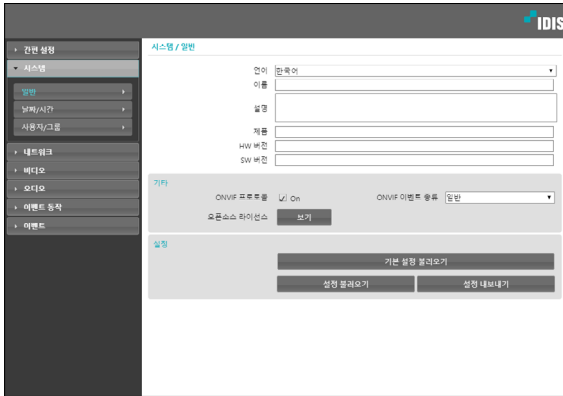 IDIS
간편 설정
시스템
일반
날짜/시간
사용자/그룹
네트워크
비디오
오디오
이벤트 동작
이벤트
시스템 / 일반
언어 한국어
이름
설명
제품
HW 버전
SW 버전
기타
ONVIF 프로토콜 On ONVIF 이벤트 종류 일반
오픈소스 라이선스 보기
설정
기본 설정 불러오기
설정 불러오기 설정 내보내기